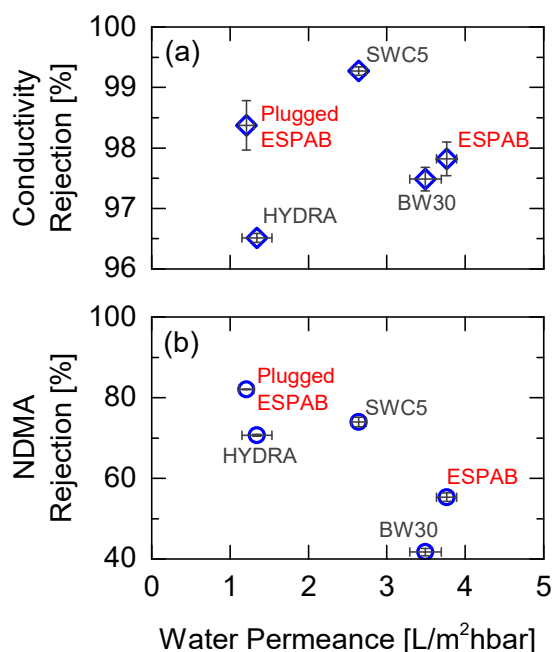 (a)
SWC5
Plugged
ESPAB
ESPAB
BW30
HYDRA
Conductivity
Rejection [%]
100
99
98
97
96
(b)
Plugged
ESPAB
SWC5
HYDRA
ESPAB
BW30
NDMA
Rejection [%]
100
80
60
40
0 1 2 3 4 5
Water Permeance [L/m²hbar]